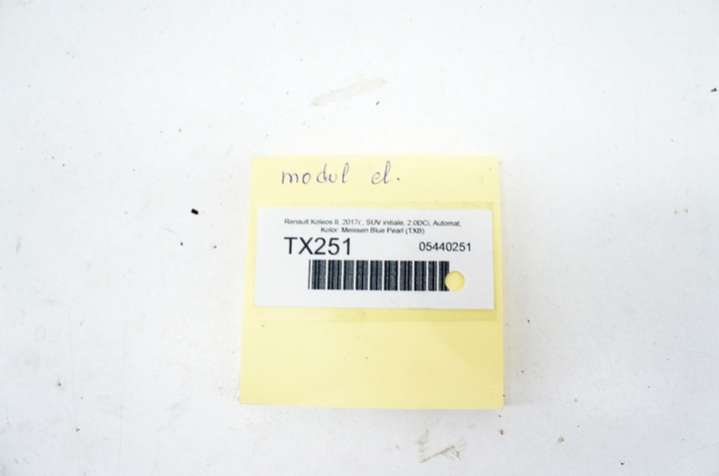 modul el.
Renault Koleos II, 2017r., SUV initiale, 2.0DCi, Automat,
Kolor: Meissen Blue Pearl (TXB)
TX251 05440251